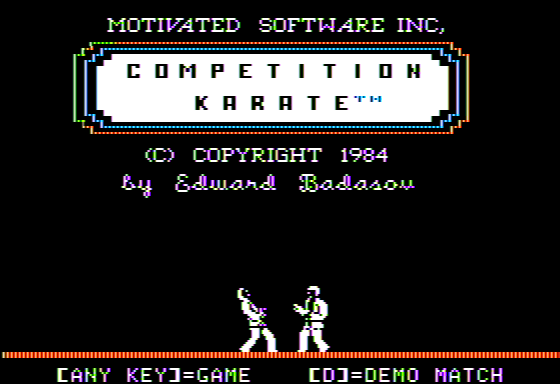 MOTIVATED SOFTWARE INC,
COMPETITION
KARATE™
(C) COPYRIGHT 1984
by Edward Badasov
[ANY KEY]=GAME [D]=DEMO MATCH